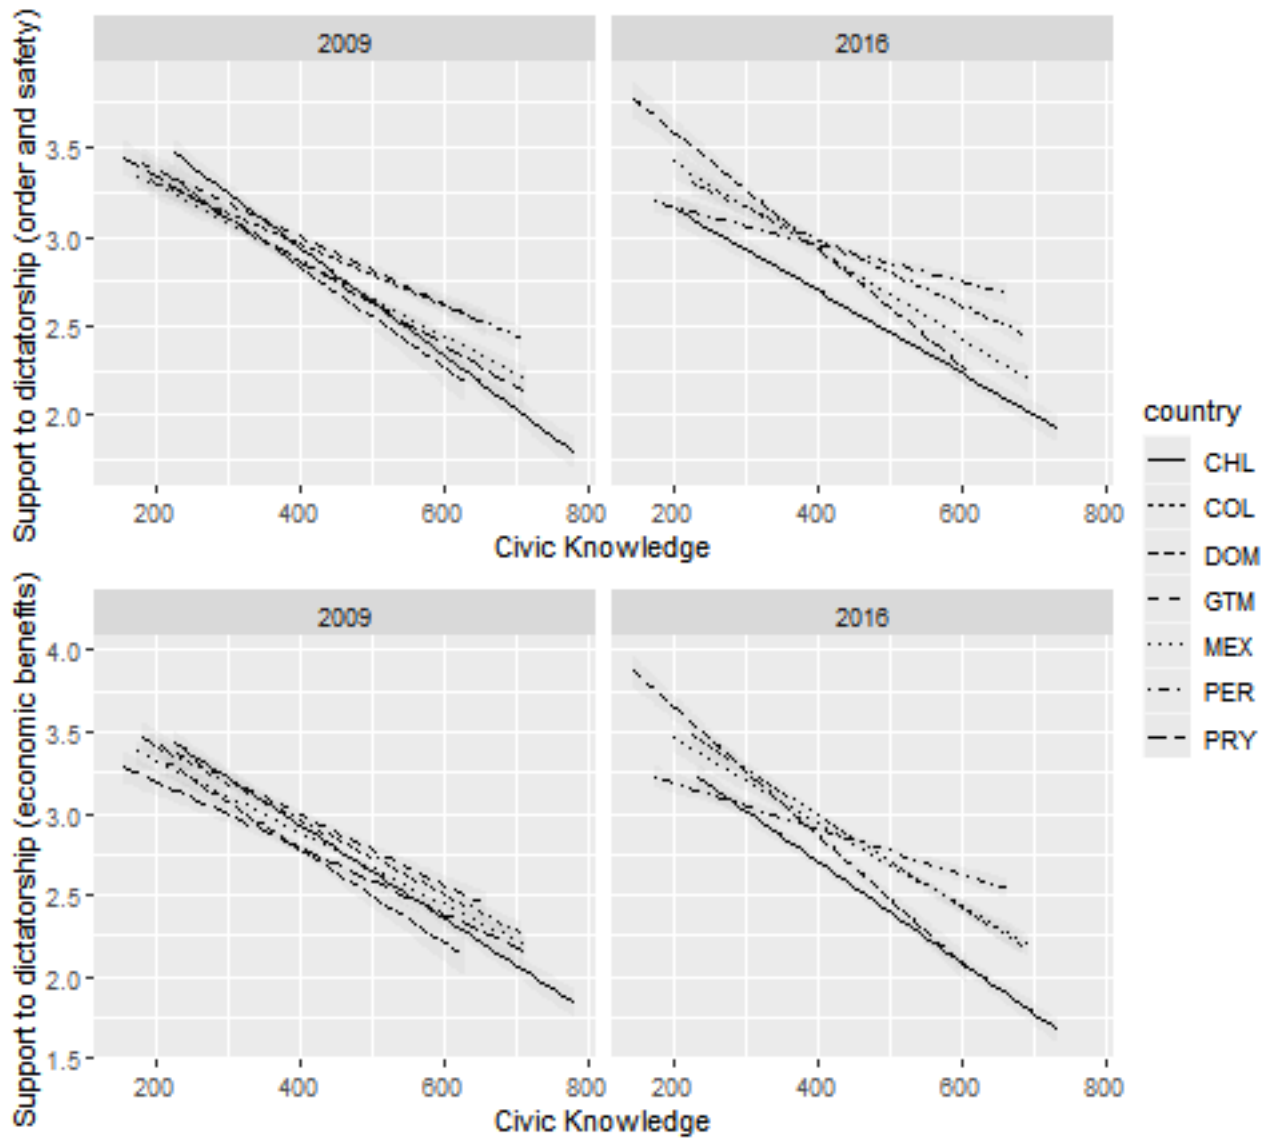 Support to dictatorship (order and safety)
2009
2016
3.5
3.0
2.5
2.0
200 400 600 800
200 400 600 800
Civic Knowledge
Support to dictatorship (economic benefits)
2009
2016
4.0
3.5
3.0
2.5
2.0
1.5
200 400 600 800
200 400 600 800
Civic Knowledge
country
CHL
COL
DOM
GTM
MEX
PER
PRY